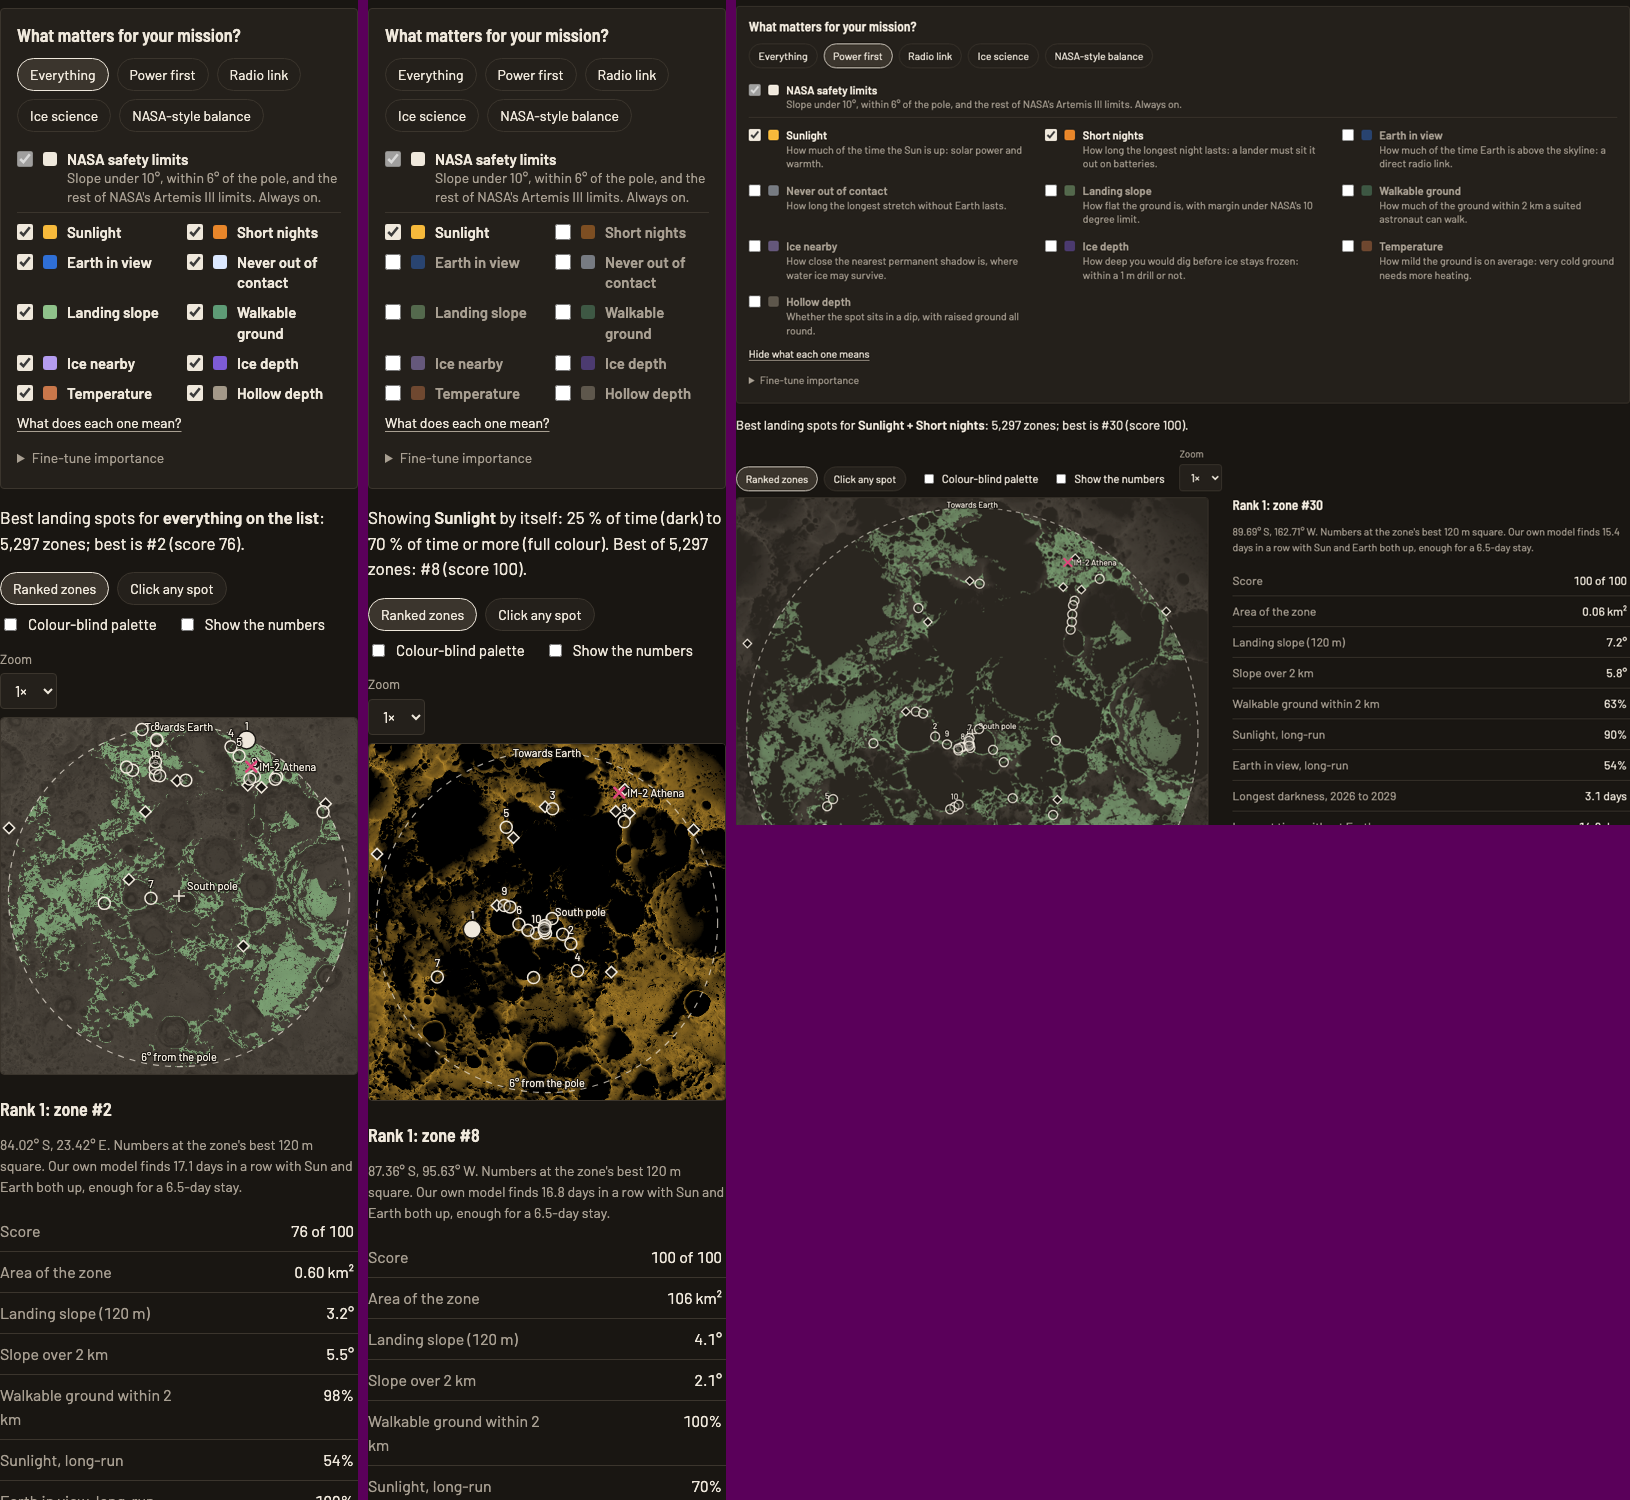 What matters for your mission?
Everything
Power first
Radio link
Ice science
NASA-style balance
NASA safety limits
Slope under 10°, within 6° of the pole, and the
rest of NASA's Artemis III limits. Always on.
Sunlight
Short nights
Earth in view
Never out of
contact
Landing slope
Walkable
ground
Ice nearby
Ice depth
Temperature
Hollow depth
What does each one mean?
Fine-tune importance
Best landing spots for everything on the list:
5,297 zones; best is #2 (score 76).
Ranked zones
Click any spot
Colour-blind palette
Show the numbers
Zoom
1×
Towards Earth
8
1
4
5
10
IM-2 Athena
7
South pole
6° from the pole
Rank 1: zone #2
84.02° S, 23.42° E. Numbers at the zone's best 120 m
square. Our own model finds 17.1 days in a row with Sun and
Earth both up, enough for a 6.5-day stay.
Score 76 of 100
Area of the zone 0.60 km²
Landing slope (120 m) 3.2°
Slope over 2 km 5.5°
Walkable ground within 2 98%
km
Sunlight, long-run 54%
What matters for your mission?
Everything
Power first
Radio link
Ice science
NASA-style balance
NASA safety limits
Slope under 10°, within 6° of the pole, and the
rest of NASA's Artemis III limits. Always on.
Sunlight
Short nights
Earth in view
Never out of
contact
Landing slope
Walkable
ground
Ice nearby
Ice depth
Temperature
Hollow depth
What does each one mean?
Fine-tune importance
Showing Sunlight by itself: 25 % of time (dark) to
70 % of time or more (full colour). Best of 5,297
zones: #8 (score 100).
Ranked zones
Click any spot
Colour-blind palette
Show the numbers
Zoom
1×
Towards Earth
IM-2 Athena
3
8
5
9
6
1
10
South pole
2
7
4
6° from the pole
Rank 1: zone #8
87.36° S, 95.63° W. Numbers at the zone's best 120 m
square. Our own model finds 16.8 days in a row with Sun and
Earth both up, enough for a 6.5-day stay.
Score 100 of 100
Area of the zone 106 km²
Landing slope (120 m) 4.1°
Slope over 2 km 2.1°
Walkable ground within 2 100%
km
Sunlight, long-run 70%
What matters for your mission?
Everything
Power first
Radio link
Ice science
NASA-style balance
NASA safety limits
Slope under 10°, within 6° of the pole, and the rest of NASA's Artemis III limits. Always on.
Sunlight
How much of the time the Sun is up: solar power and
warmth.
Short nights
How long the longest night lasts: a lander must sit it
out on batteries.
Earth in view
How much of the time Earth is above the skyline: a
direct radio link.
Never out of contact
How long the longest stretch without Earth lasts.
Landing slope
How flat the ground is, with margin under NASA's 10
degree limit.
Walkable ground
How much of the ground within 2 km a suited
astronaut can walk.
Ice nearby
How close the nearest permanent shadow is, where
water ice may survive.
Ice depth
How deep you would dig before ice stays frozen:
within a 1 m drill or not.
Temperature
How mild the ground is on average: very cold ground
needs more heating.
Hollow depth
Whether the spot sits in a dip, with raised ground all
round.
Hide what each one means
Fine-tune importance
Best landing spots for Sunlight + Short nights: 5,297 zones; best is #30 (score 100).
Ranked zones
Click any spot
Colour-blind palette
Show the numbers
Zoom
1×
Towards Earth
IM-2 Athena
2
9
South pole
5
10
Rank 1: zone #30
89.69° S, 162.71° W. Numbers at the zone's best 120 m square. Our own model finds 15.4
days in a row with Sun and Earth both up, enough for a 6.5-day stay.
Score 100 of 100
Area of the zone 0.06 km²
Landing slope (120 m) 7.2°
Slope over 2 km 5.8°
Walkable ground within 2 km 63%
Sunlight, long-run 90%
Earth in view, long-run 54%
Longest darkness, 2026 to 2029 3.1 days